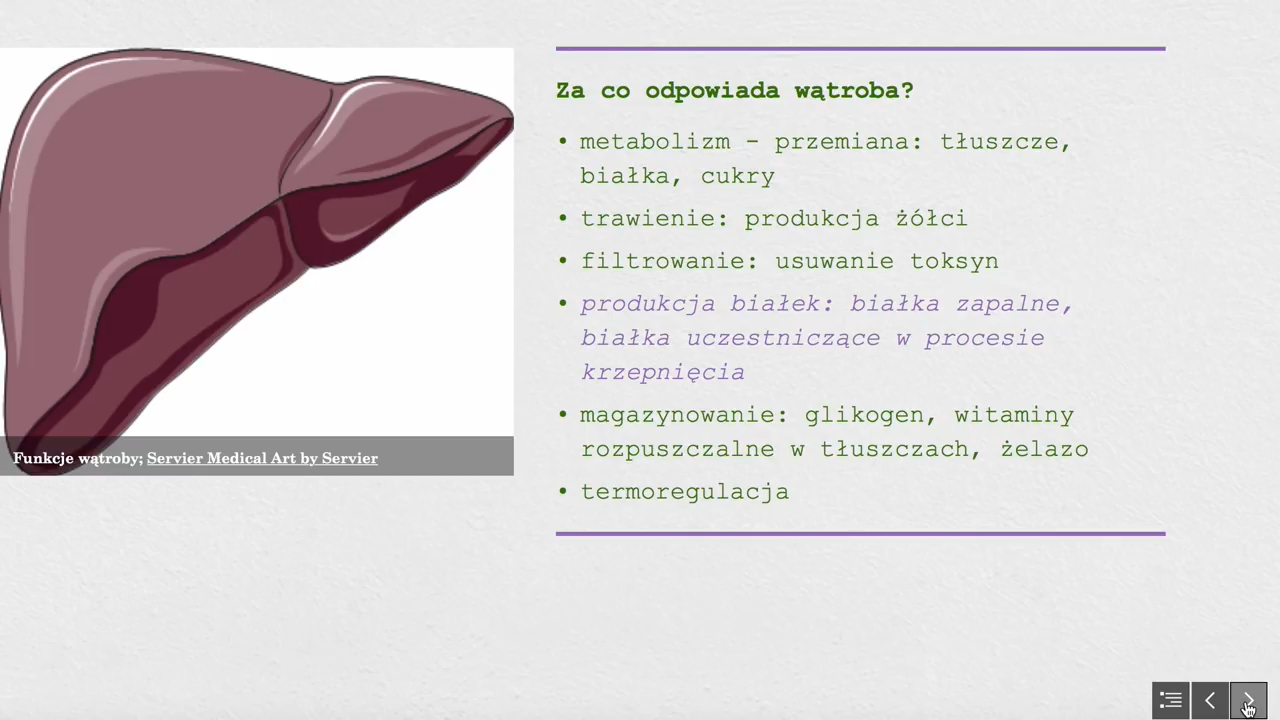 Za co odpowiada wątroba?
• metabolizm - przemiana: tłuszcze,
białka, cukry
• trawienie: produkcja żółci
• filtrowanie: usuwanie toksyn
• produkcja białek: białka zapalne,
białka uczestniczące w procesie
krzepnięcia
• magazynowanie: glikogen, witaminy
rozpuszczalne w tłuszczach, żelazo
• termoregulacja
Funkcje wątroby; Servier Medical Art by Servier